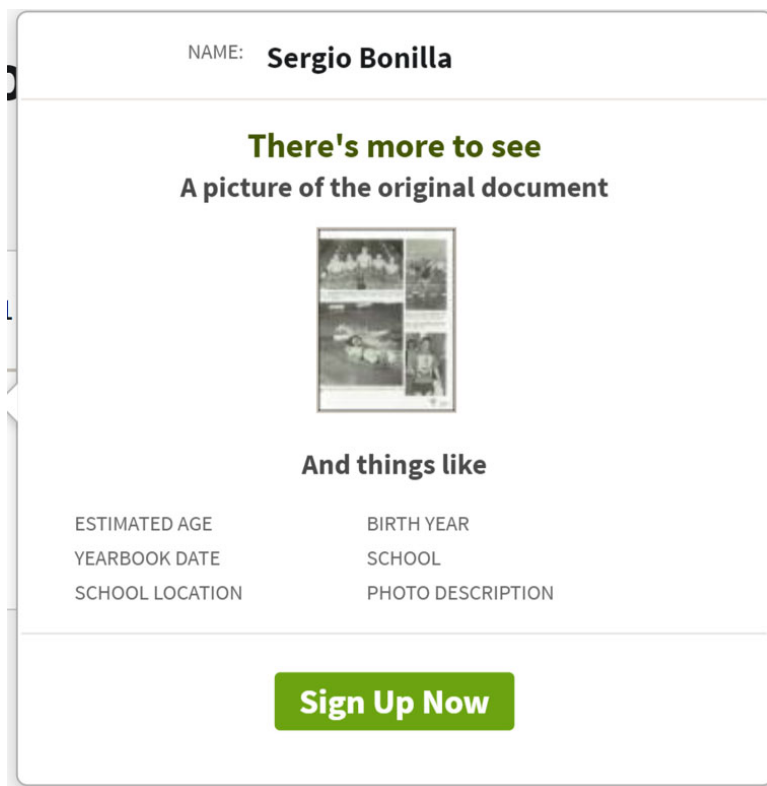 NAME: Sergio Bonilla
There's more to see
A picture of the original document
And things like
ESTIMATED AGE BIRTH YEAR
YEARBOOK DATE SCHOOL
SCHOOL LOCATION PHOTO DESCRIPTION
Sign Up Now